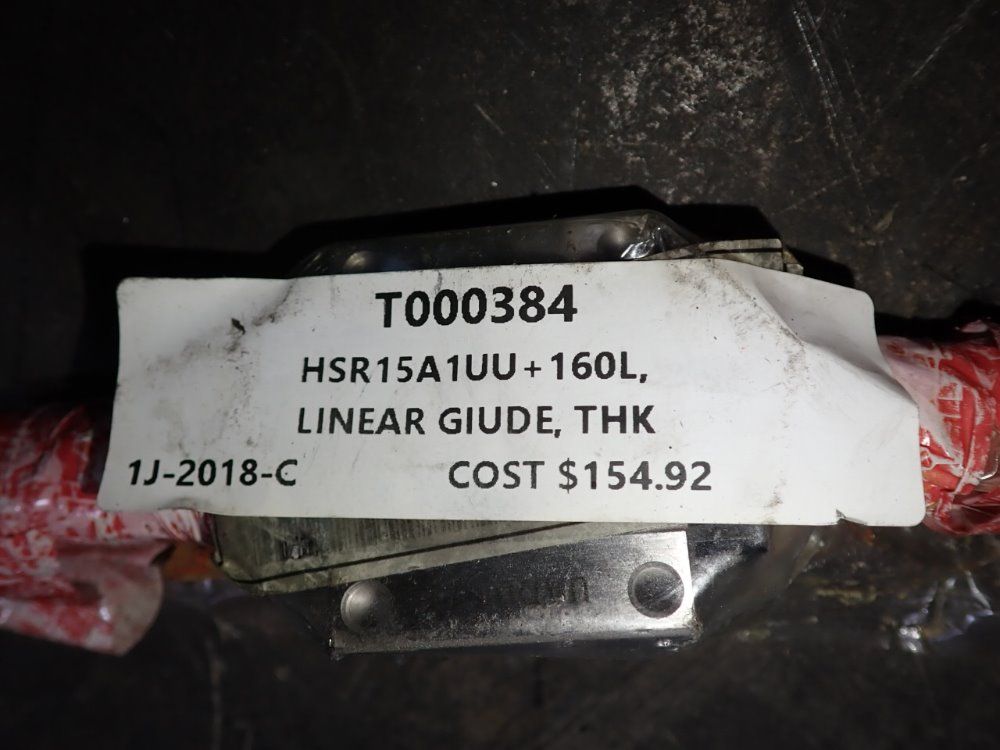 T000384
HSR15A1UU+160L,
LINEAR GIUDE, THK
1J-2018-C COST $154.92